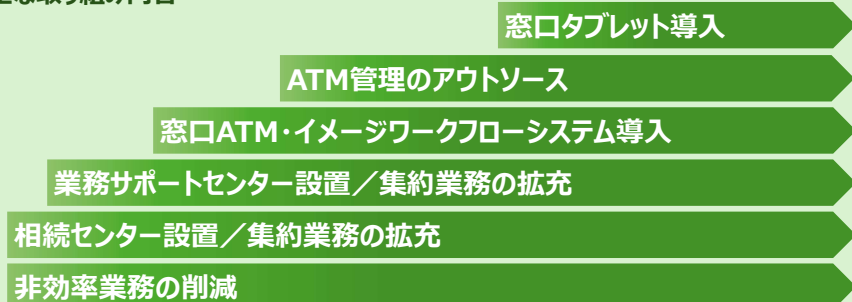 窓口タブレット導入
ATM管理のアウトソース
窓口ATM・イメージワークフローシステム導入
業務サポートセンター設置／集約業務の拡充
相続センター設置／集約業務の拡充
非効率業務の削減